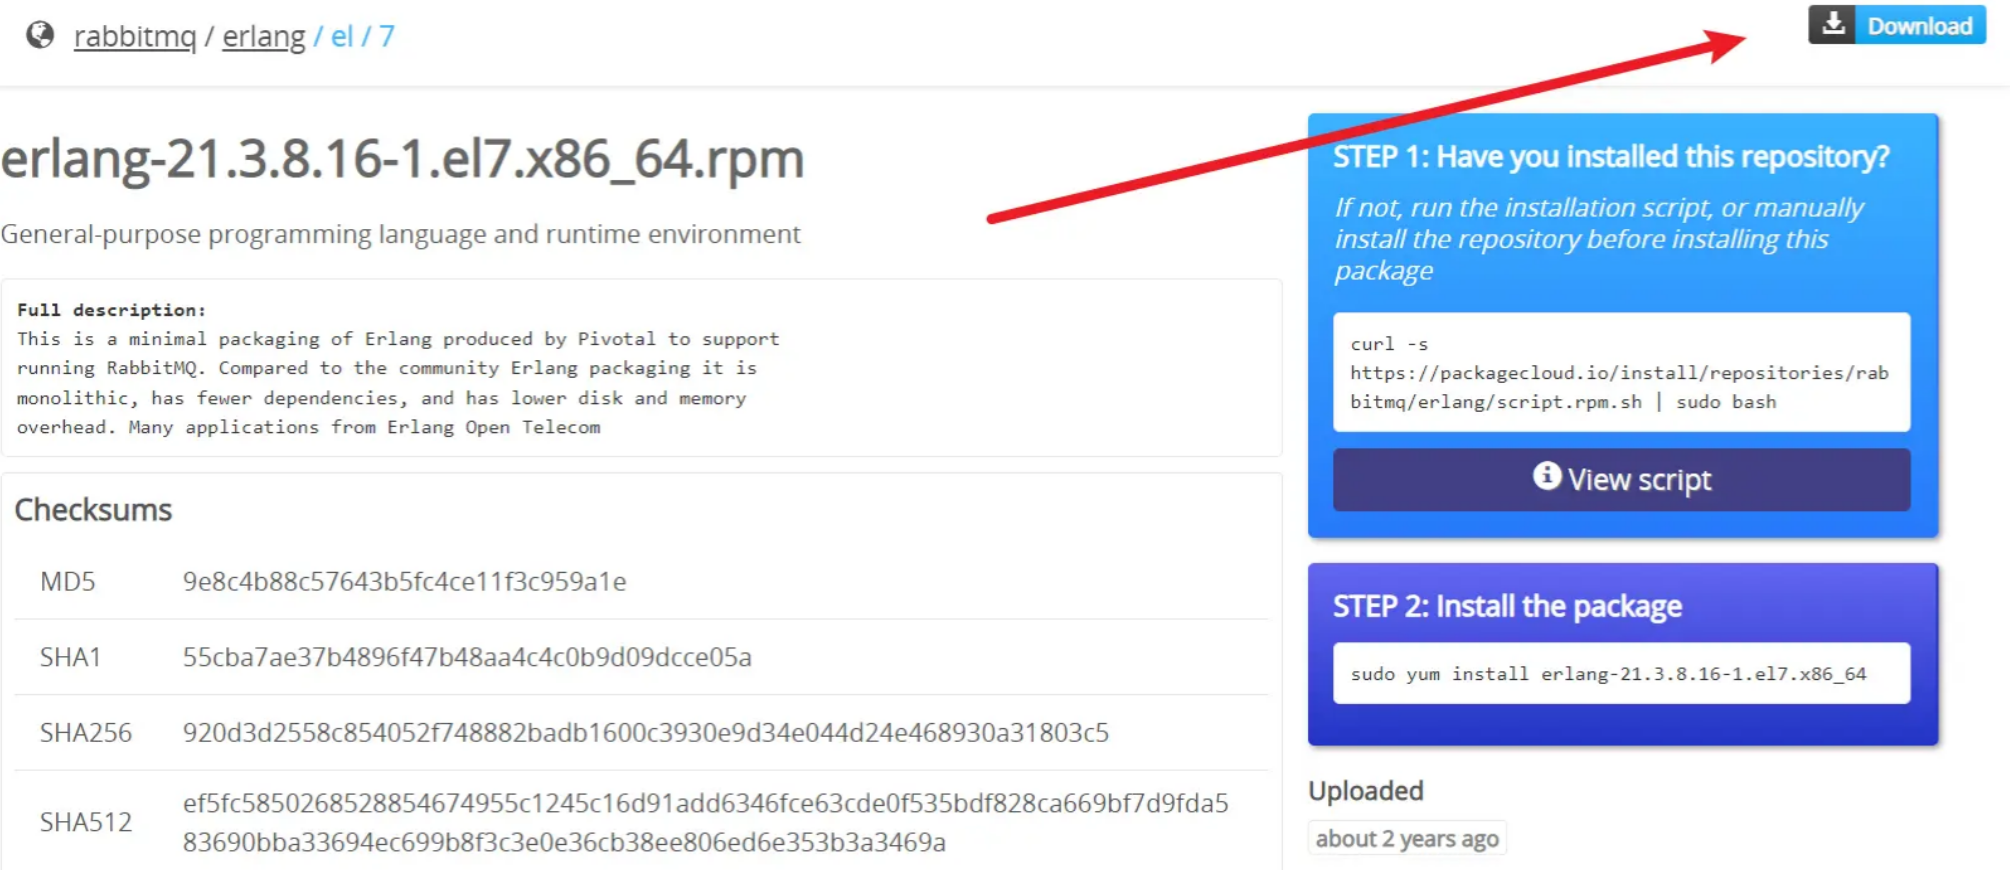 rabbitmq / erlang / el / 7
Download
erlang-21.3.8.16-1.el7.x86_64.rpm
General-purpose programming language and runtime environment
Full description:
This is a minimal packaging of Erlang produced by Pivotal to support
running RabbitMQ. Compared to the community Erlang packaging it is
monolithic, has fewer dependencies, and has lower disk and memory
overhead. Many applications from Erlang Open Telecom
Checksums
MD5 9e8c4b88c57643b5fc4ce11f3c959a1e
SHA1 55cba7ae37b4896f47b48aa4c4c0b9d09dcce05a
SHA256 920d3d2558c854052f748882badb1600c3930e9d34e044d24e468930a31803c5
SHA512 ef5fc5850268528854674955c1245c16d91add6346fce63cde0f535bdf828ca669bf7d9fda5
83690bba33694ec699b8f3c3e0e36cb38ee806ed6e353b3a3469a
STEP 1: Have you installed this repository?
If not, run the installation script, or manually
install the repository before installing this
package
curl -s
https://packagecloud.io/install/repositories/rab
bitmq/erlang/script.rpm.sh | sudo bash
View script
STEP 2: Install the package
sudo yum install erlang-21.3.8.16-1.el7.x86_64
Uploaded
about 2 years ago